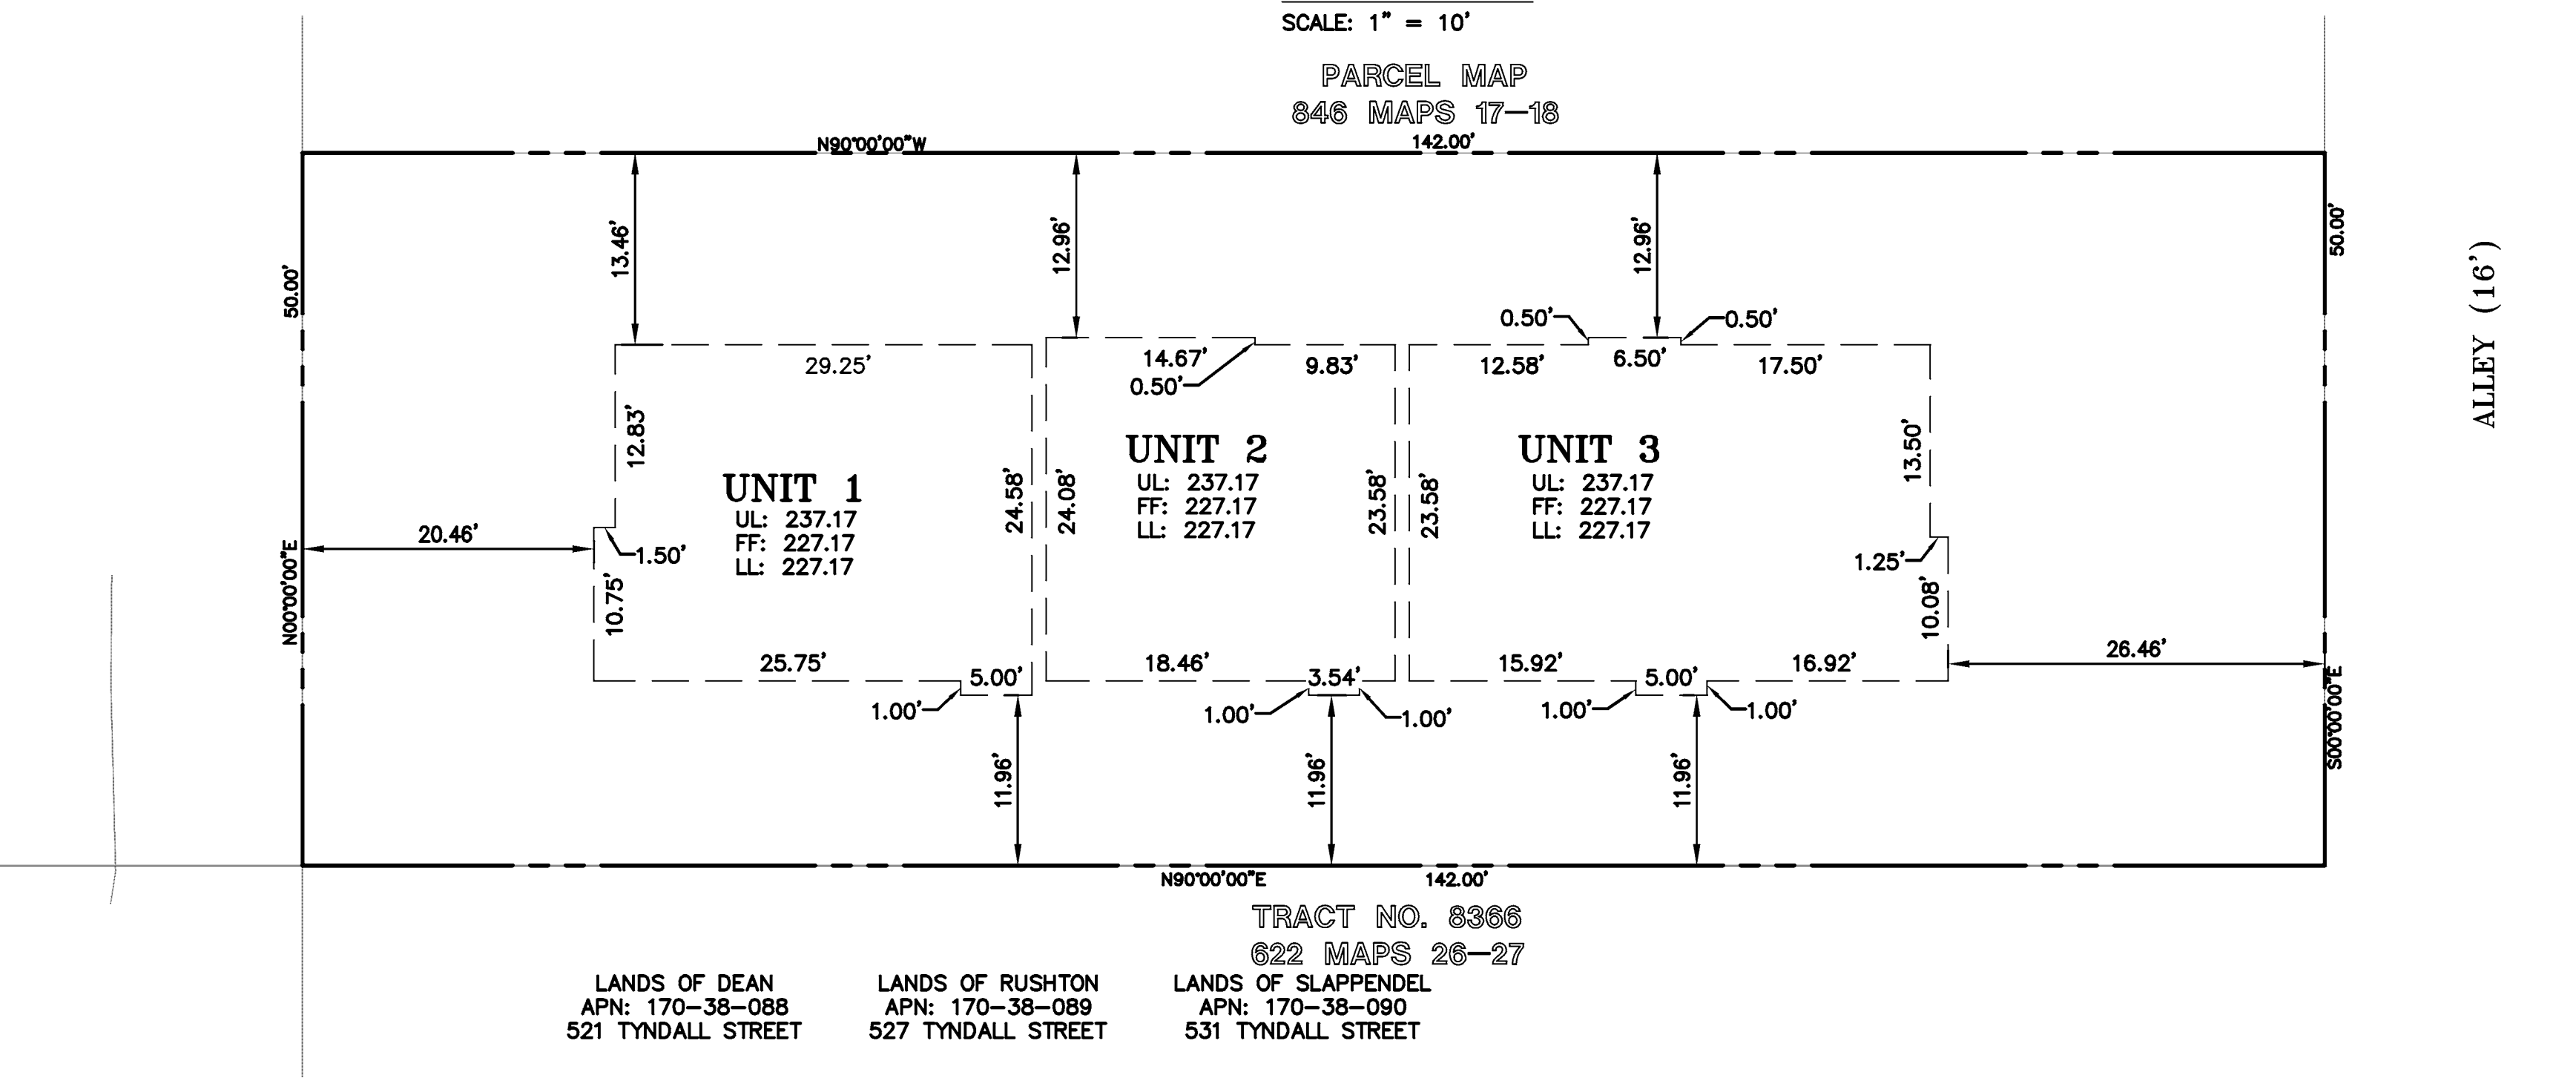 SCALE: 1" = 10'
PARCEL MAP
846 MAPS 17-18
N90°00'00"W
142.00'
50.00'
N00°00'00"E
50.00'
S00°00'00"E
ALLEY (16')
13.46'
12.96'
12.96'
20.46'
29.25'
12.83'
1.50'
10.75'
24.58'
25.75'
5.00'
1.00'
UNIT 1
UL: 237.17
FF: 227.17
LL: 227.17
11.96'
14.67'
0.50'
9.83'
24.08'
23.58'
18.46'
3.54'
1.00'
1.00'
UNIT 2
UL: 237.17
FF: 227.17
LL: 227.17
11.96'
0.50'
0.50'
12.58'
6.50'
17.50'
23.58'
13.50'
1.25'
10.08'
15.92'
5.00'
16.92'
1.00'
1.00'
UNIT 3
UL: 237.17
FF: 227.17
LL: 227.17
11.96'
26.46'
N90°00'00"E
142.00'
TRACT NO. 8366
622 MAPS 26-27
LANDS OF DEAN
APN: 170-38-088
521 TYNDALL STREET
LANDS OF RUSHTON
APN: 170-38-089
527 TYNDALL STREET
LANDS OF SLAPPENDEL
APN: 170-38-090
531 TYNDALL STREET